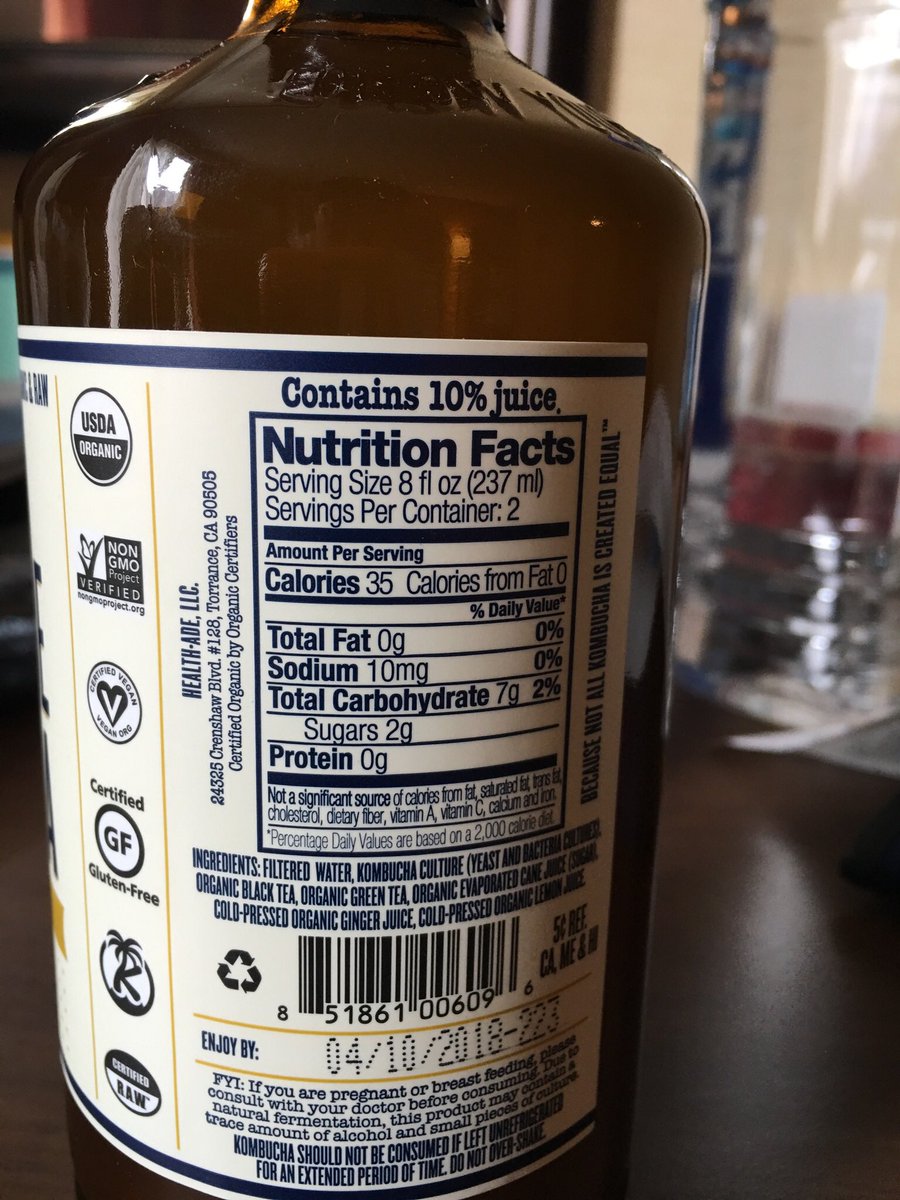 & RAW
USDA
ORGANIC
NON
GMO
Project
VERIFIED
nongmoproject.org
CERTIFIED VEGAN
VEGAN.ORG
Certified
GF
Gluten-Free
CERTIFIED
RAW
HEALTH-ADE, LLC.
24325 Crenshaw Blvd. #128, Torrance, CA 90505
Certified Organic by Organic Certifiers
Contains 10% juice.
Nutrition Facts
Serving Size 8 fl oz (237 ml)
Servings Per Container: 2
Amount Per Serving
Calories 35 Calories from Fat 0
% Daily Value*
Total Fat 0g 0%
Sodium 10mg 0%
Total Carbohydrate 7g 2%
Sugars 2g
Protein 0g
Not a significant source of calories from fat, saturated fat, trans fat,
cholesterol, dietary fiber, vitamin A, vitamin C, calcium and iron.
*Percentage Daily Values are based on a 2,000 calorie diet.
BECAUSE NOT ALL KOMBUCHA IS CREATED EQUAL™
INGREDIENTS: FILTERED WATER, KOMBUCHA CULTURE (YEAST AND BACTERIA CULTURES),
ORGANIC BLACK TEA, ORGANIC GREEN TEA, ORGANIC EVAPORATED CANE JUICE (SUGAR),
COLD-PRESSED ORGANIC GINGER JUICE, COLD-PRESSED ORGANIC LEMON JUICE.
5¢ REF.
CA, ME & HI
8 51861 00609 6
ENJOY BY: 04/10/2018-223
FYI: If you are pregnant or breast feeding, please
consult with your doctor before consuming. Due to
natural fermentation, this product may contain a
trace amount of alcohol and small pieces of culture.
KOMBUCHA SHOULD NOT BE CONSUMED IF LEFT UNREFRIGERATED
FOR AN EXTENDED PERIOD OF TIME. DO NOT OVER-SHAKE.